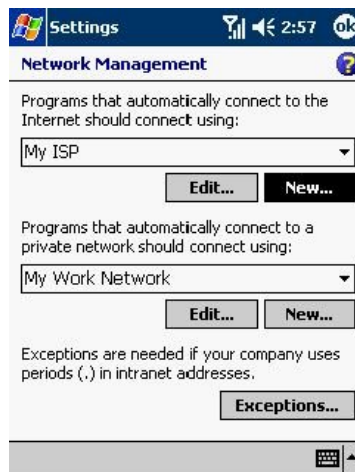 Settings 2:57 ok
Network Management ?
Programs that automatically connect to the
Internet should connect using:
My ISP
Edit... New...
Programs that automatically connect to a
private network should connect using:
My Work Network
Edit... New...
Exceptions are needed if your company uses
periods (.) in intranet addresses.
Exceptions...